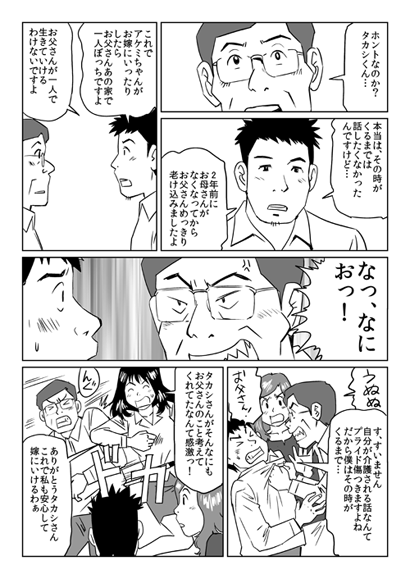 ホントなのか？
タカシくん…
これで
アケミちゃんが
お嫁にいったり
したら
お父さんあの家で
一人ぼっちですよ
お父さんが一人で
生きていける
わけないですよ
本当は、その時が
くるまでは
話したくなかった
んですけど…
２年前に
お母さんが
なくなってから
お父さんめっきり
老け込みましたよ
なっ、なに
おっ！
うぬぬ
お父さん！
す、すいません
自分が介護される話なんて
プライド傷つきますよね
だから僕はその時が
くるまで…
タカシさんがそんなにも
お父さんのこと考えて
くれてたなんて感激っ！
んぐ
ありがとうタカシさん
これで私も安心して
嫁にいけるわぁ